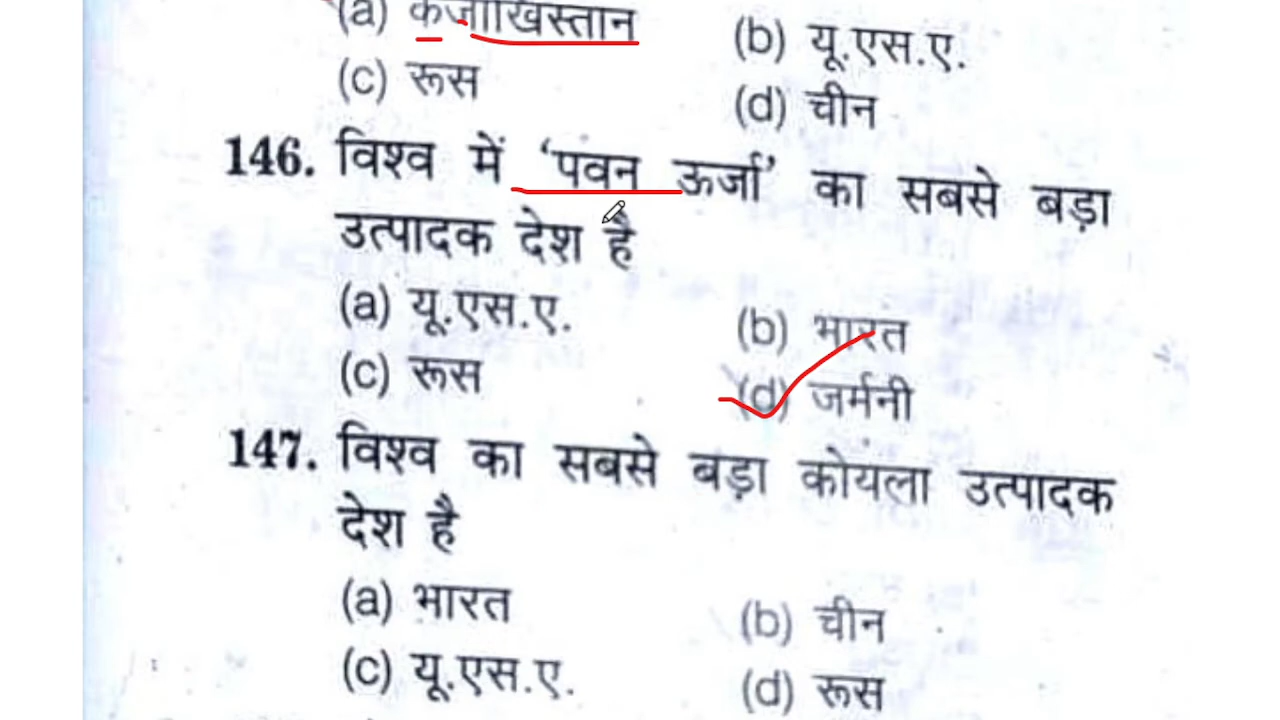 (a) कजाखिस्तान (b) यू.एस.ए.
(c) रूस (d) चीन
146. विश्व में ‘पवन ऊर्जा’ का सबसे बड़ा
उत्पादक देश है
(a) यू.एस.ए. (b) भारत
(c) रूस (d) जर्मनी
147. विश्व का सबसे बड़ा कोयला उत्पादक
देश है
(a) भारत (b) चीन
(c) यू.एस.ए. (d) रूस